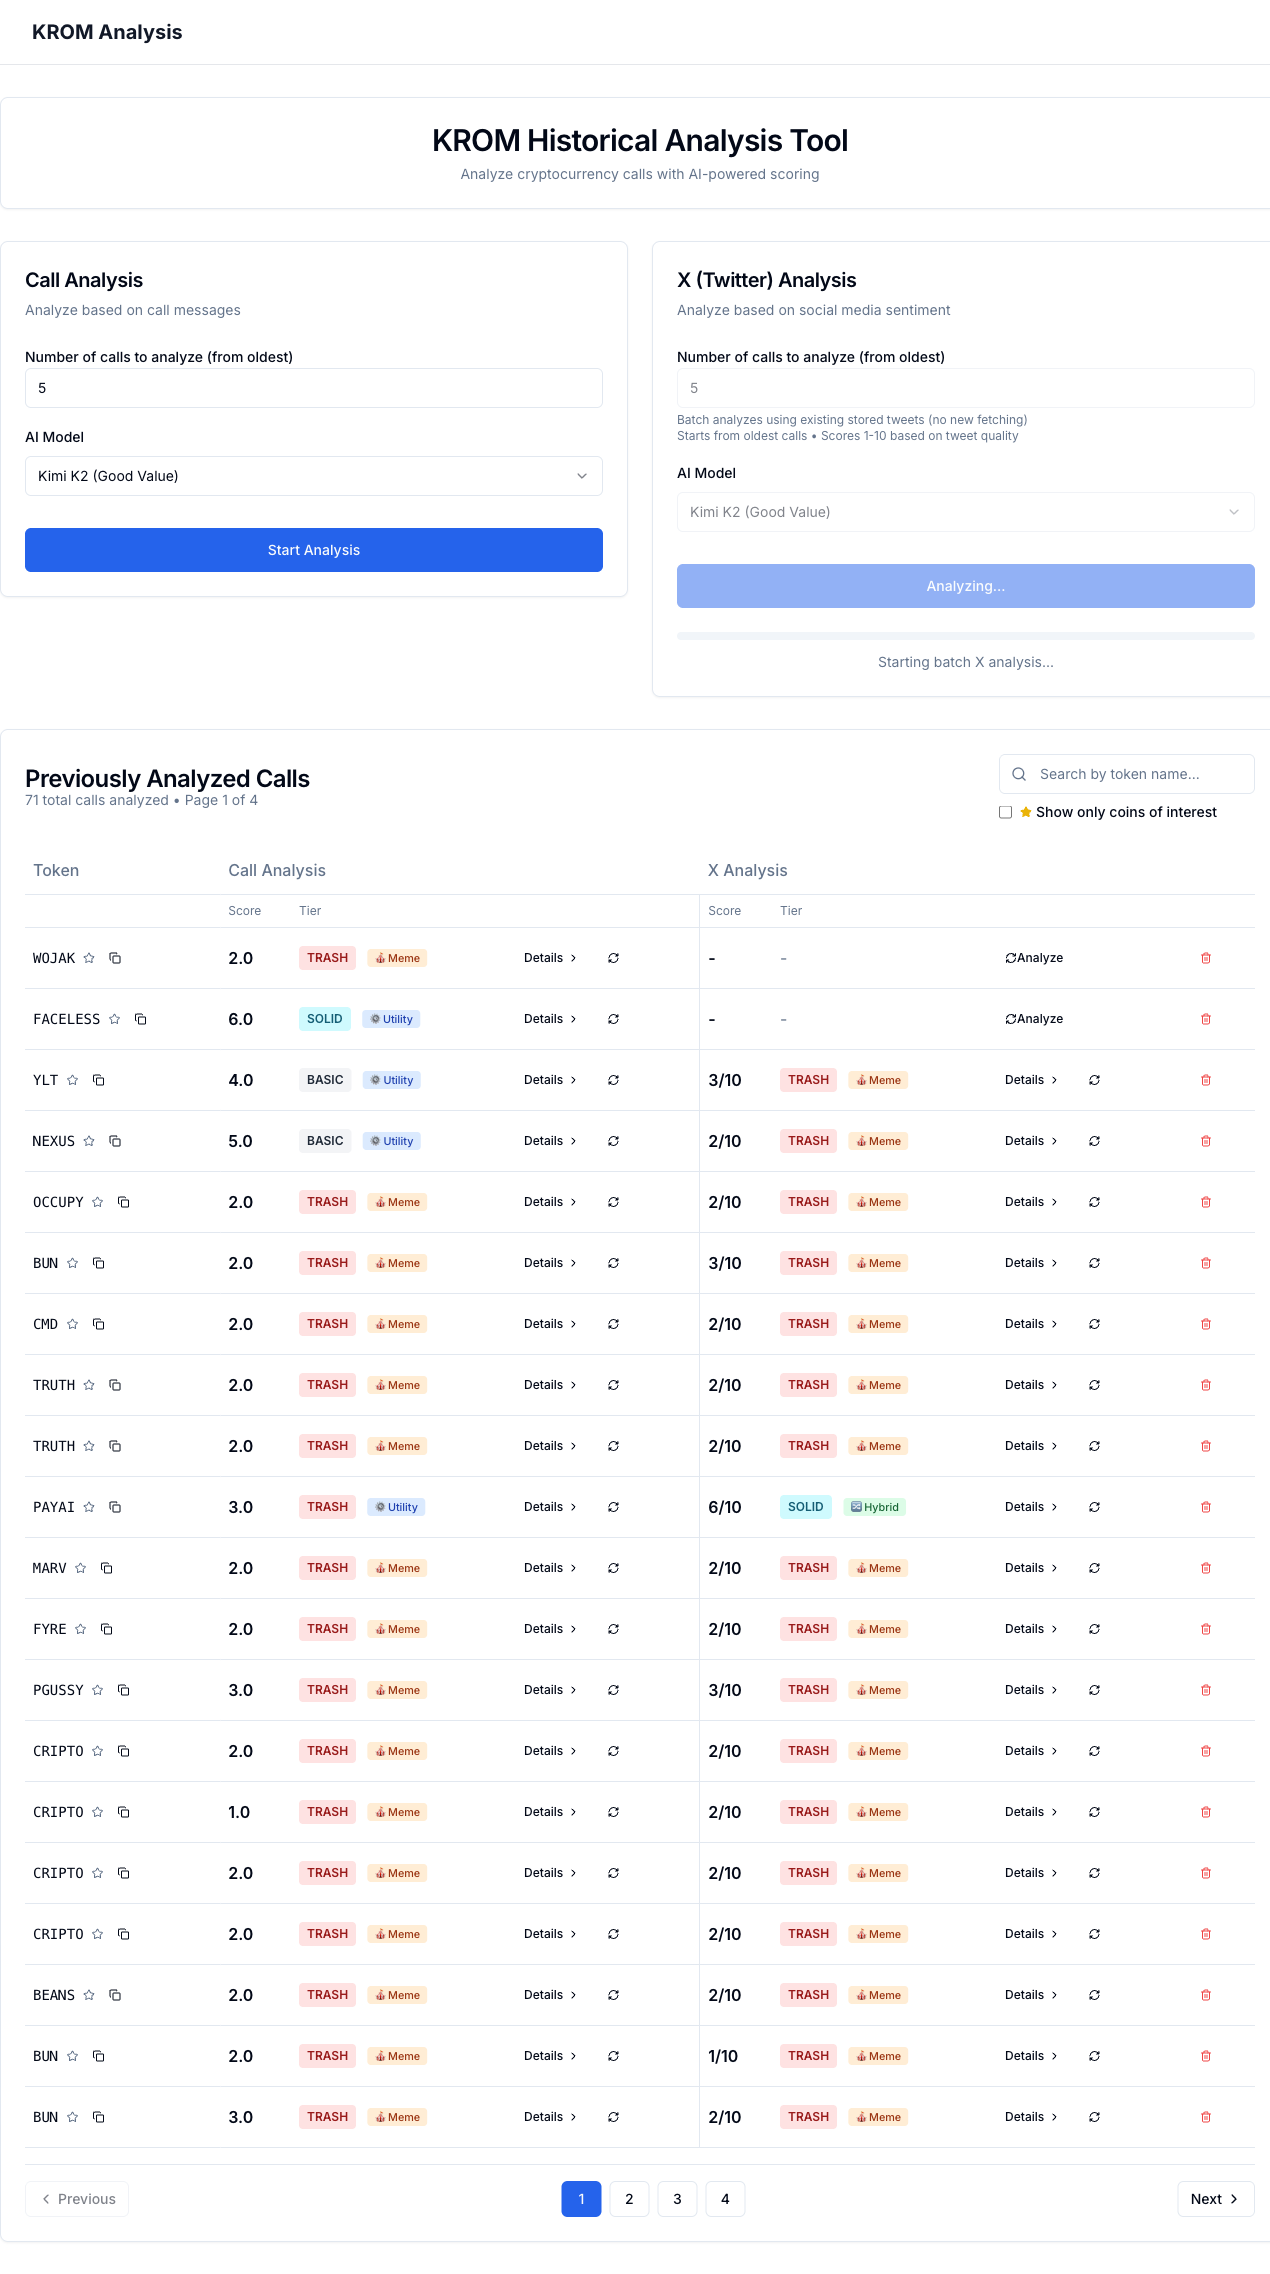 KROM Analysis
KROM Historical Analysis Tool
Analyze cryptocurrency calls with AI-powered scoring
Call Analysis
Analyze based on call messages
Number of calls to analyze (from oldest)
5
AI Model
Kimi K2 (Good Value)
Start Analysis
X (Twitter) Analysis
Analyze based on social media sentiment
Number of calls to analyze (from oldest)
5
Batch analyzes using existing stored tweets (no new fetching)
Starts from oldest calls • Scores 1-10 based on tweet quality
AI Model
Kimi K2 (Good Value)
Analyzing...
Starting batch X analysis...
Previously Analyzed Calls
71 total calls analyzed • Page 1 of 4
Search by token name...
Show only coins of interest
Token Call Analysis X Analysis
Score Tier Score Tier
WOJAK 2.0 TRASH Meme Details - - Analyze
FACELESS 6.0 SOLID Utility Details - - Analyze
YLT 4.0 BASIC Utility Details 3/10 TRASH Meme Details
NEXUS 5.0 BASIC Utility Details 2/10 TRASH Meme Details
OCCUPY 2.0 TRASH Meme Details 2/10 TRASH Meme Details
BUN 2.0 TRASH Meme Details 3/10 TRASH Meme Details
CMD 2.0 TRASH Meme Details 2/10 TRASH Meme Details
TRUTH 2.0 TRASH Meme Details 2/10 TRASH Meme Details
TRUTH 2.0 TRASH Meme Details 2/10 TRASH Meme Details
PAYAI 3.0 TRASH Utility Details 6/10 SOLID Hybrid Details
MARV 2.0 TRASH Meme Details 2/10 TRASH Meme Details
FYRE 2.0 TRASH Meme Details 2/10 TRASH Meme Details
PGUSSY 3.0 TRASH Meme Details 3/10 TRASH Meme Details
CRIPTO 2.0 TRASH Meme Details 2/10 TRASH Meme Details
CRIPTO 1.0 TRASH Meme Details 2/10 TRASH Meme Details
CRIPTO 2.0 TRASH Meme Details 2/10 TRASH Meme Details
CRIPTO 2.0 TRASH Meme Details 2/10 TRASH Meme Details
BEANS 2.0 TRASH Meme Details 2/10 TRASH Meme Details
BUN 2.0 TRASH Meme Details 1/10 TRASH Meme Details
BUN 3.0 TRASH Meme Details 2/10 TRASH Meme Details
Previous 1 2 3 4 Next